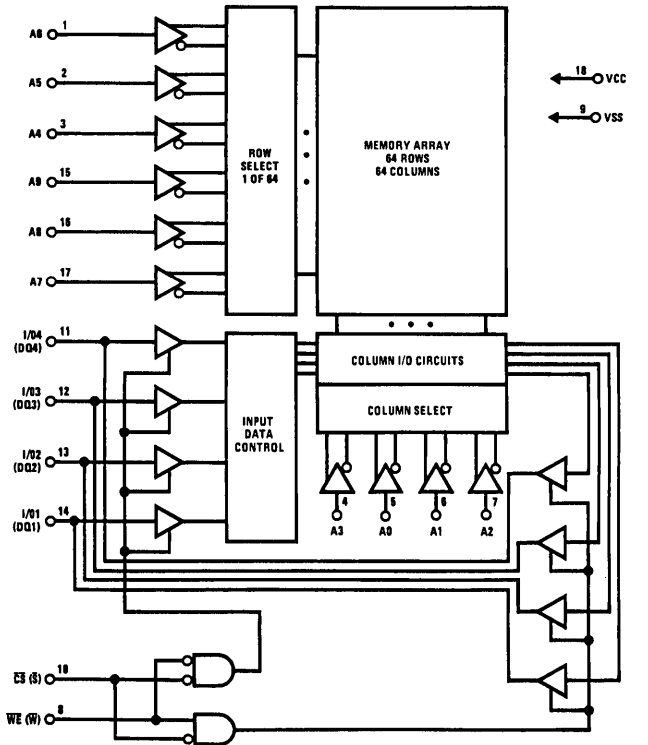 A6 1
A5 2
A4 3
A9 15
A8 16
A7 17
ROW
SELECT
1 OF 64
MEMORY ARRAY
64 ROWS
64 COLUMNS
18 VCC
9 VSS
I/O4 11
(DQ4)
I/O3 12
(DQ3)
I/O2 13
(DQ2)
I/O1 14
(DQ1)
INPUT
DATA
CONTROL
COLUMN I/O CIRCUITS
COLUMN SELECT
4 5 6 7
A3 A0 A1 A2
C̅S̅ (S̅) 10
W̅E̅ (W̅) 8